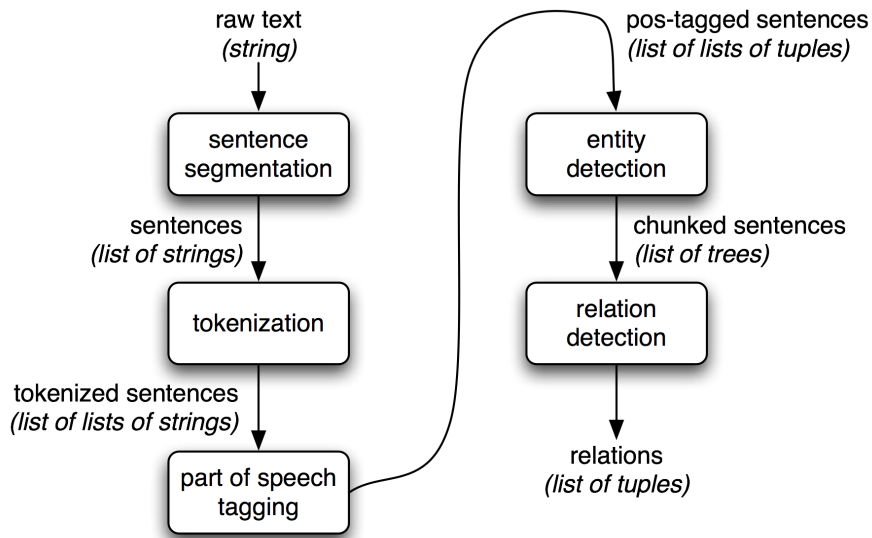 raw text
(string)
sentence
segmentation
sentences
(list of strings)
tokenization
tokenized sentences
(list of lists of strings)
part of speech
tagging
pos-tagged sentences
(list of lists of tuples)
entity
detection
chunked sentences
(list of trees)
relation
detection
relations
(list of tuples)